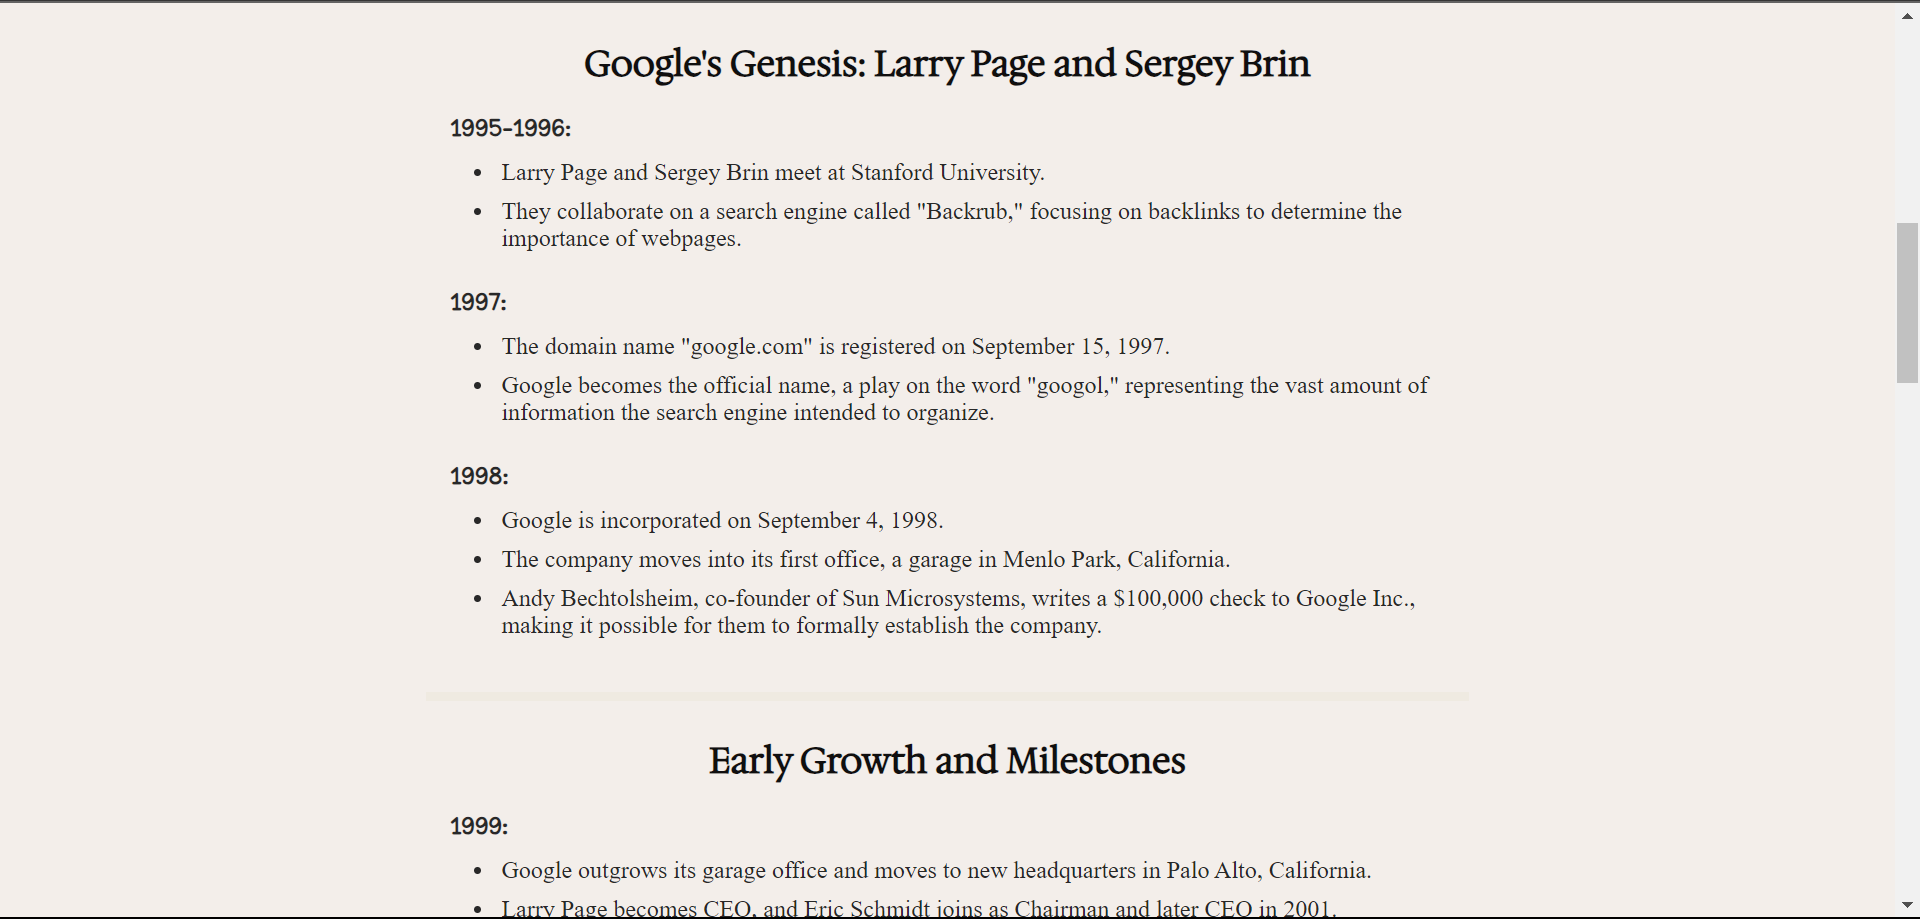 Google's Genesis: Larry Page and Sergey Brin
1995-1996:
• Larry Page and Sergey Brin meet at Stanford University.
• They collaborate on a search engine called "Backrub," focusing on backlinks to determine the
importance of webpages.
1997:
• The domain name "google.com" is registered on September 15, 1997.
• Google becomes the official name, a play on the word "googol," representing the vast amount of
information the search engine intended to organize.
1998:
• Google is incorporated on September 4, 1998.
• The company moves into its first office, a garage in Menlo Park, California.
• Andy Bechtolsheim, co-founder of Sun Microsystems, writes a $100,000 check to Google Inc.,
making it possible for them to formally establish the company.
Early Growth and Milestones
1999:
• Google outgrows its garage office and moves to new headquarters in Palo Alto, California.
• Larry Page becomes CEO, and Eric Schmidt joins as Chairman and later CEO in 2001.